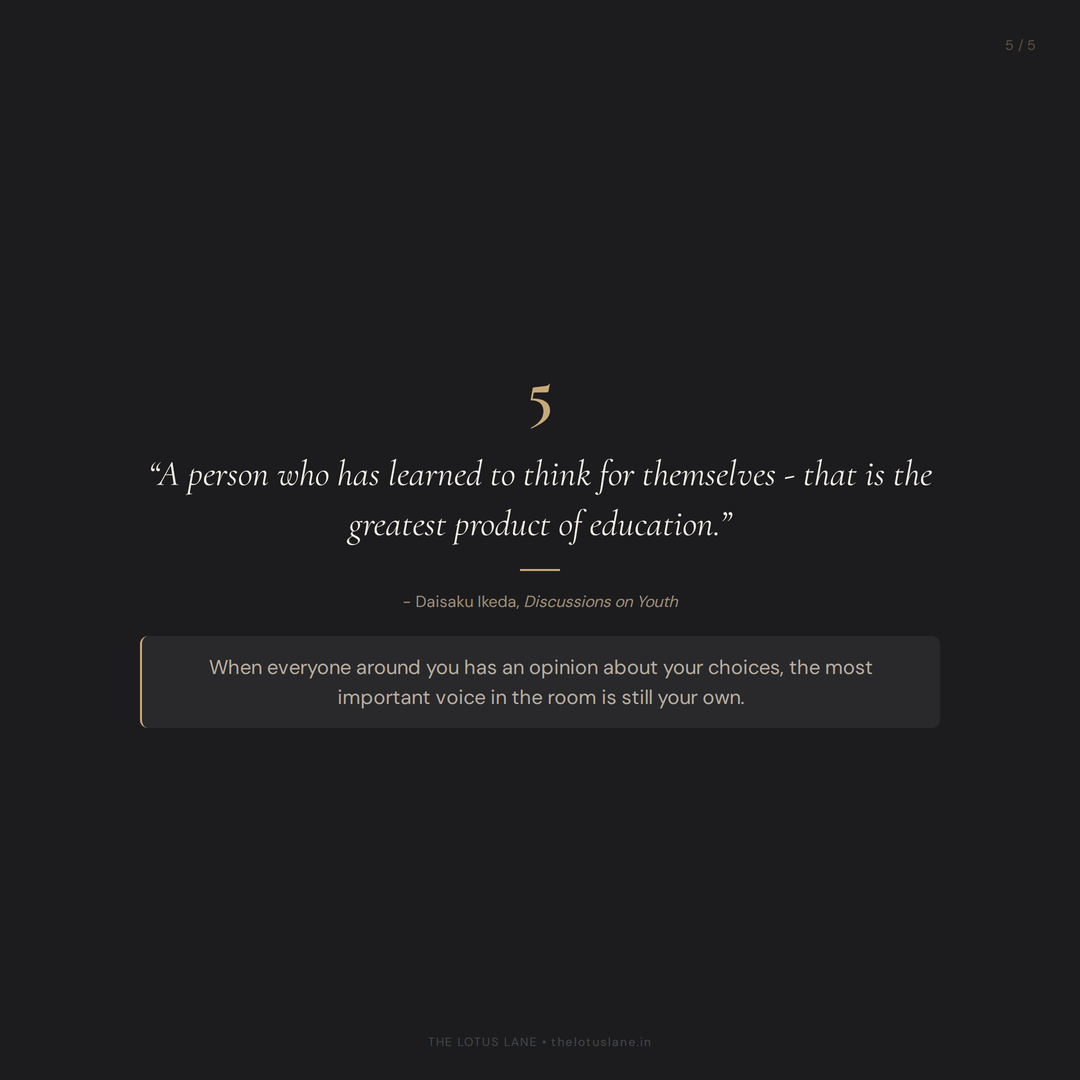 5 / 5
5
“A person who has learned to think for themselves - that is the
greatest product of education.”
– Daisaku Ikeda, Discussions on Youth
When everyone around you has an opinion about your choices, the most
important voice in the room is still your own.
THE LOTUS LANE • thelotuslane.in